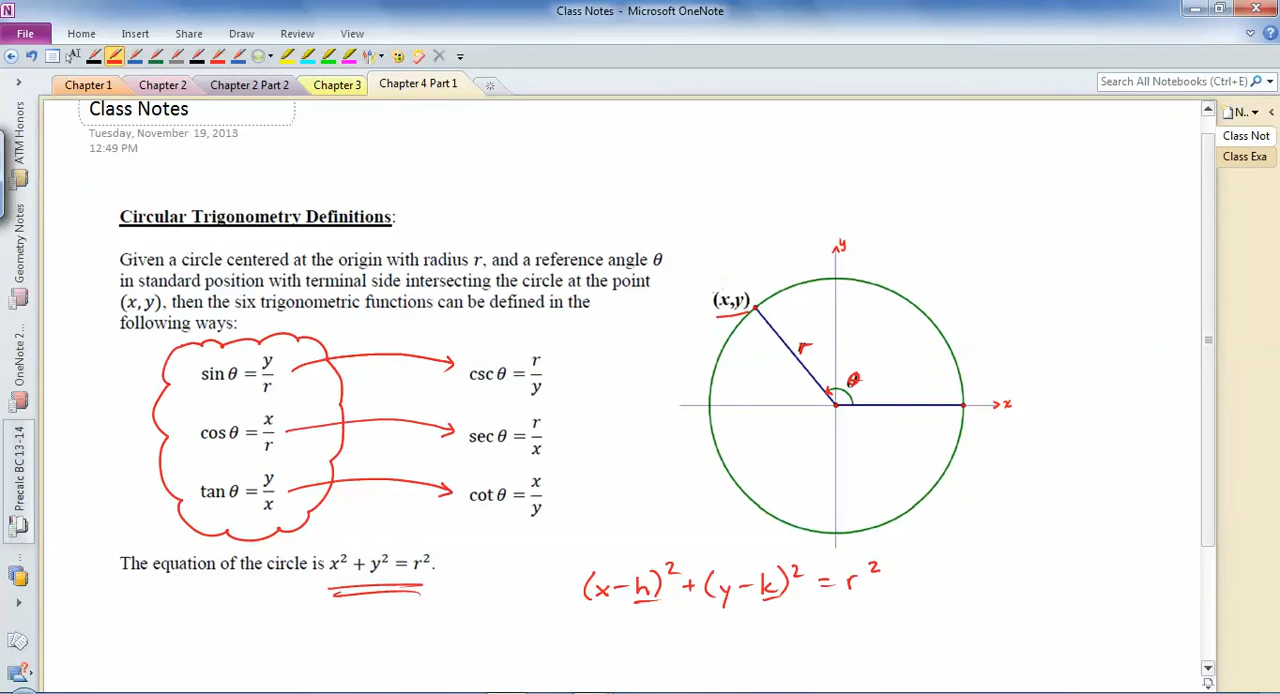 Class Notes - Microsoft OneNote
File Home Insert Share Draw Review View
Chapter 1 Chapter 2 Chapter 2 Part 2 Chapter 3 Chapter 4 Part 1
Search All Notebooks (Ctrl+E)
ATM Honors
Geometry Notes
OneNote 2...
Precalc BC 13-14
N..
Class Not
Class Exa
Class Notes
Tuesday, November 19, 2013
12:49 PM
Circular Trigonometry Definitions:
Given a circle centered at the origin with radius r, and a reference angle θ
in standard position with terminal side intersecting the circle at the point
(x, y), then the six trigonometric functions can be defined in the
following ways:
sin θ = y/r csc θ = r/y
cos θ = x/r sec θ = r/x
tan θ = y/x cot θ = x/y
The equation of the circle is x² + y² = r².
y
(x,y)
r
θ
x
(x-h)² + (y-k)² = r²